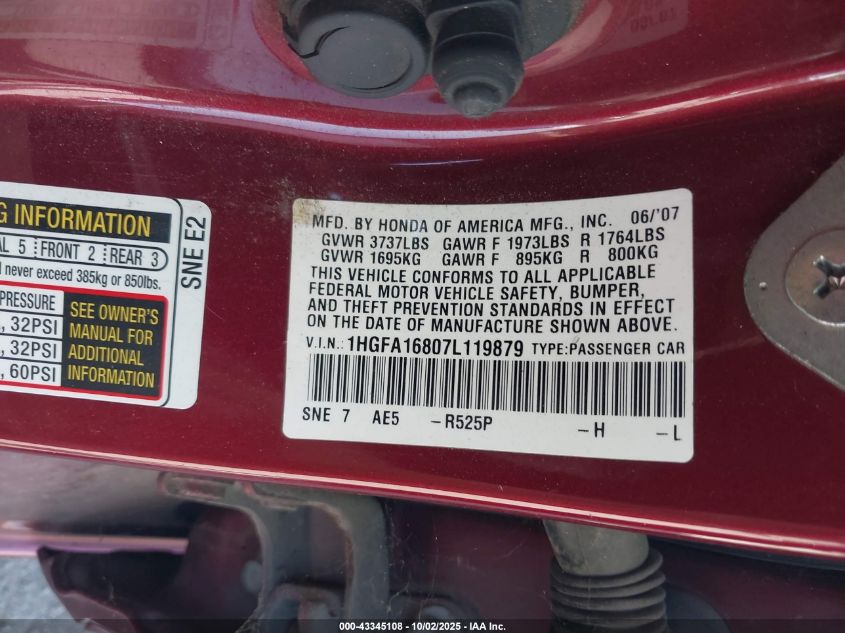 G INFORMATION
AL 5 FRONT 2 REAR 3
d never exceed 385kg or 850lbs.
PRESSURE
, 32PSI
, 32PSI
, 60PSI
SEE OWNER'S
MANUAL FOR
ADDITIONAL
INFORMATION
SNE E2
MFD. BY HONDA OF AMERICA MFG., INC. 06/'07
GVWR 3737LBS GAWR F 1973LBS R 1764LBS
GVWR 1695KG GAWR F 895KG R 800KG
THIS VEHICLE CONFORMS TO ALL APPLICABLE
FEDERAL MOTOR VEHICLE SAFETY, BUMPER,
AND THEFT PREVENTION STANDARDS IN EFFECT
ON THE DATE OF MANUFACTURE SHOWN ABOVE.
V.I.N.: 1HGFA16807L119879 TYPE:PASSENGER CAR
SNE 7 AE5 -R525P -H -L
000-43345108 - 10/02/2025 - IAA Inc.